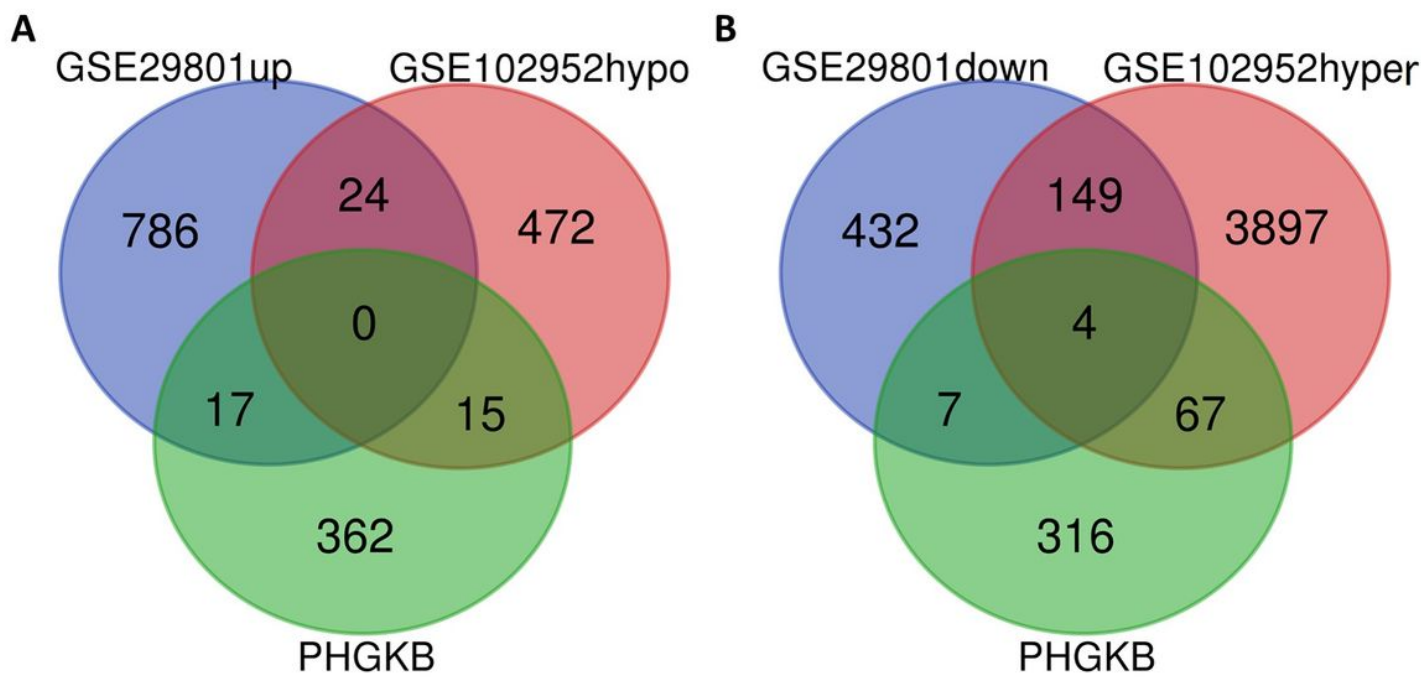 A
B
GSE29801up
GSE102952hypo
GSE29801down
GSE102952hyper
24
786
472
0
17
15
362
PHGKB
149
432
3897
4
7
67
316
PHGKB